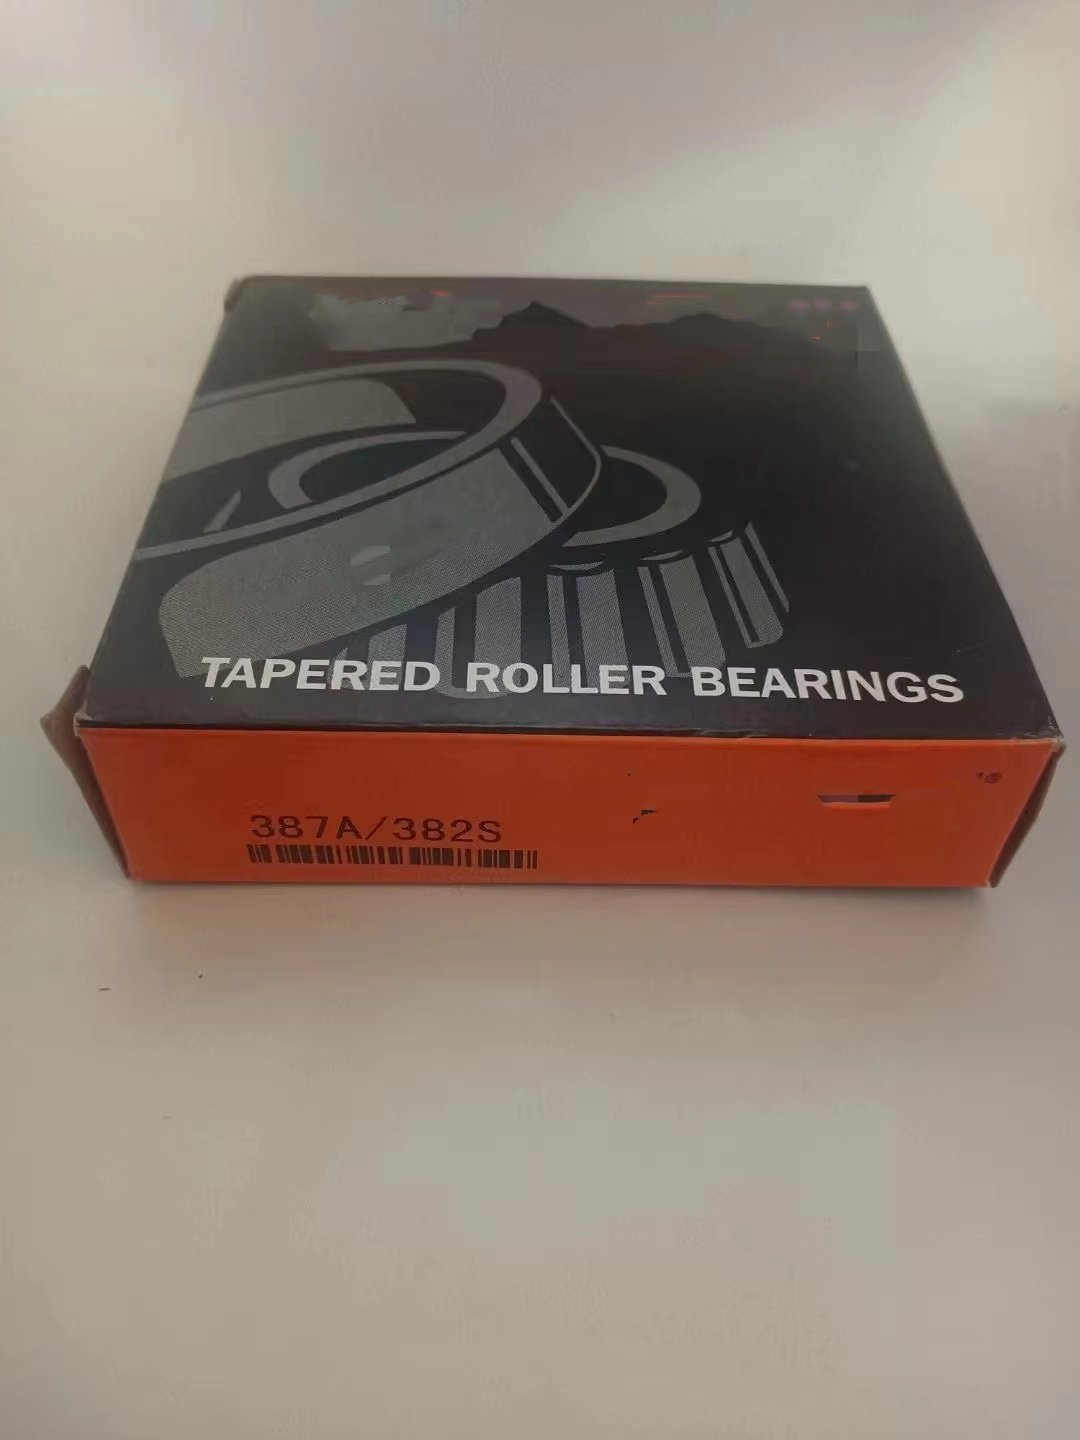 TAPERED ROLLER BEARINGS
387A/382S